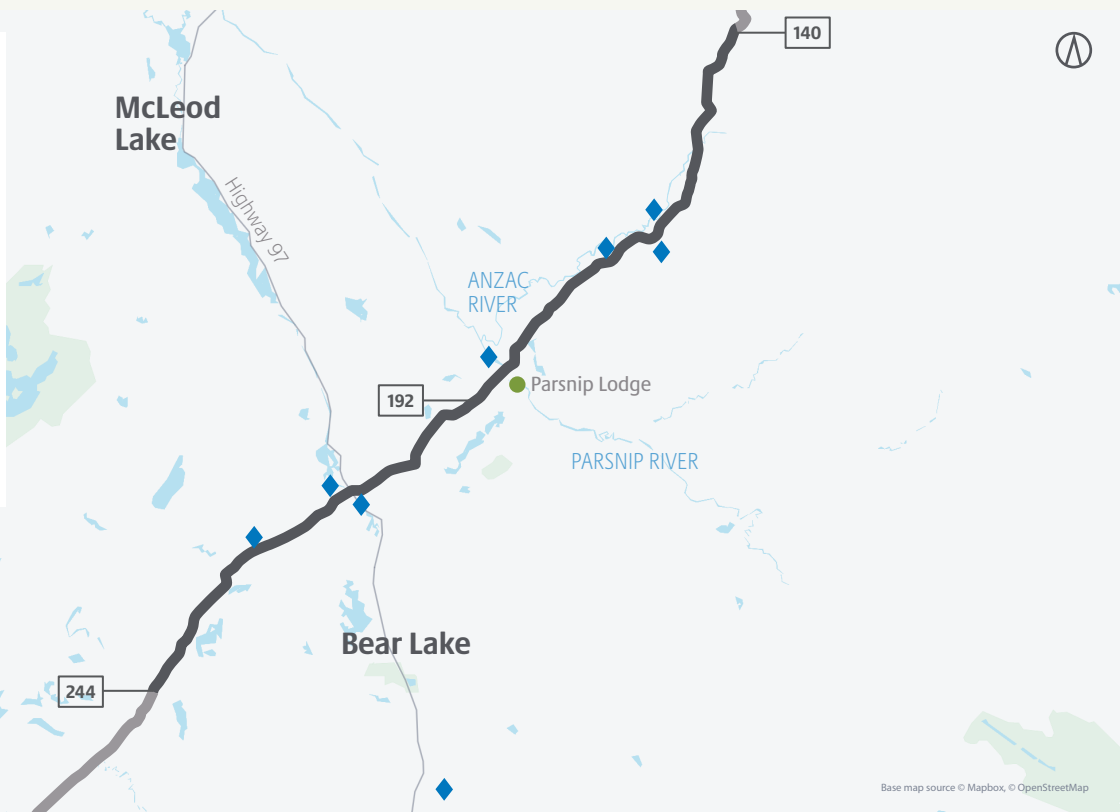 140
McLeod
Lake
Highway 97
ANZAC
RIVER
192
Parsnip Lodge
PARSNIP RIVER
Bear Lake
244
Base map source © Mapbox, © OpenStreetMap